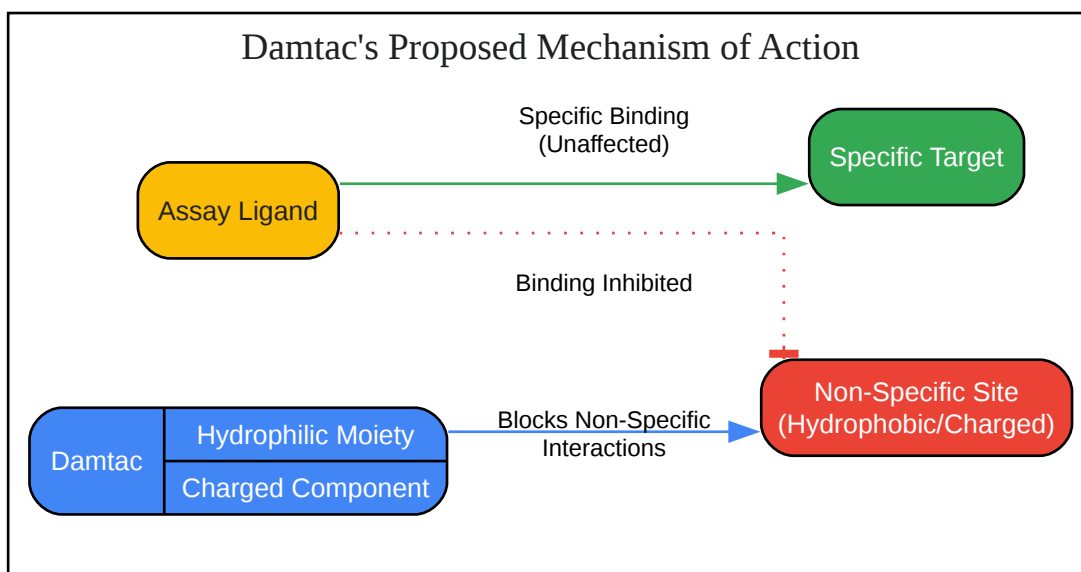 Damtac's Proposed Mechanism of Action
Specific Binding
(Unaffected)
Specific Target
Assay Ligand
Binding Inhibited
Non-Specific Site
(Hydrophobic/Charged)
Damtac
Hydrophilic Moiety
Charged Component
Blocks Non-Specific
Interactions